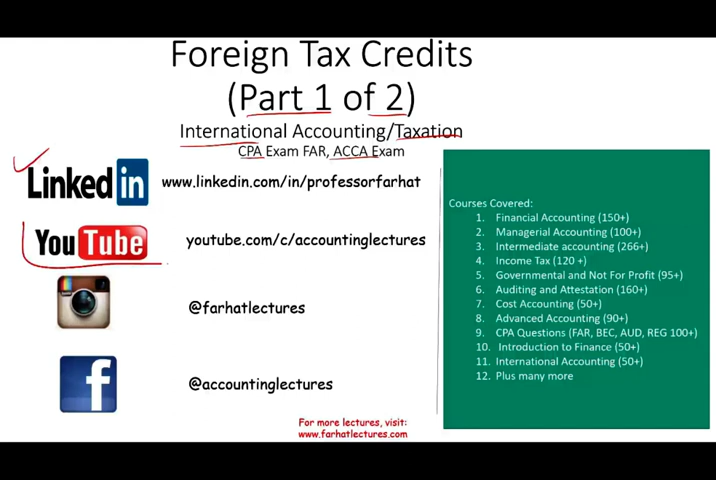 Foreign Tax Credits
(Part 1 of 2)
International Accounting/Taxation
CPA Exam FAR, ACCA Exam
Linked in www.linkedin.com/in/professorfarhat
YouTube youtube.com/c/accountinglectures
@farhatlectures
f @accountinglectures
For more lectures, visit:
www.farhatlectures.com
Courses Covered:
1. Financial Accounting (150+)
2. Managerial Accounting (100+)
3. Intermediate accounting (266+)
4. Income Tax (120 +)
5. Governmental and Not For Profit (95+)
6. Auditing and Attestation (160+)
7. Cost Accounting (50+)
8. Advanced Accounting (90+)
9. CPA Questions (FAR, BEC, AUD, REG 100+)
10. Introduction to Finance (50+)
11. International Accounting (50+)
12. Plus many more